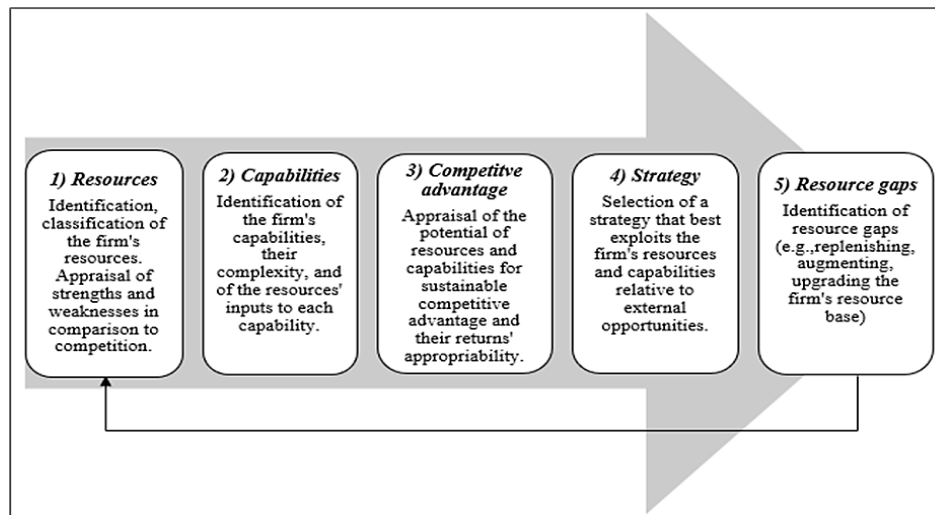 1) Resources
Identification,
classification of
the firm's
resources.
Appraisal of
strengths and
weaknesses in
comparison to
competition.
2) Capabilities
Identification of
the firm's
capabilities,
their
complexity, and
of the resources'
inputs to each
capability.
3) Competitve
advantage
Appraisal of the
potential of
resources and
capabilities for
sustainable
competitive
advantage and
their returns'
appropriability.
4) Strategy
Selection of a
strategy that best
exploits the
firm's resources
and capabilities
relative to
external
opportunities.
5) Resource gaps
Identification of
resource gaps
(e.g.,replenishing,
augmenting,
upgrading the
firm's resource
base)